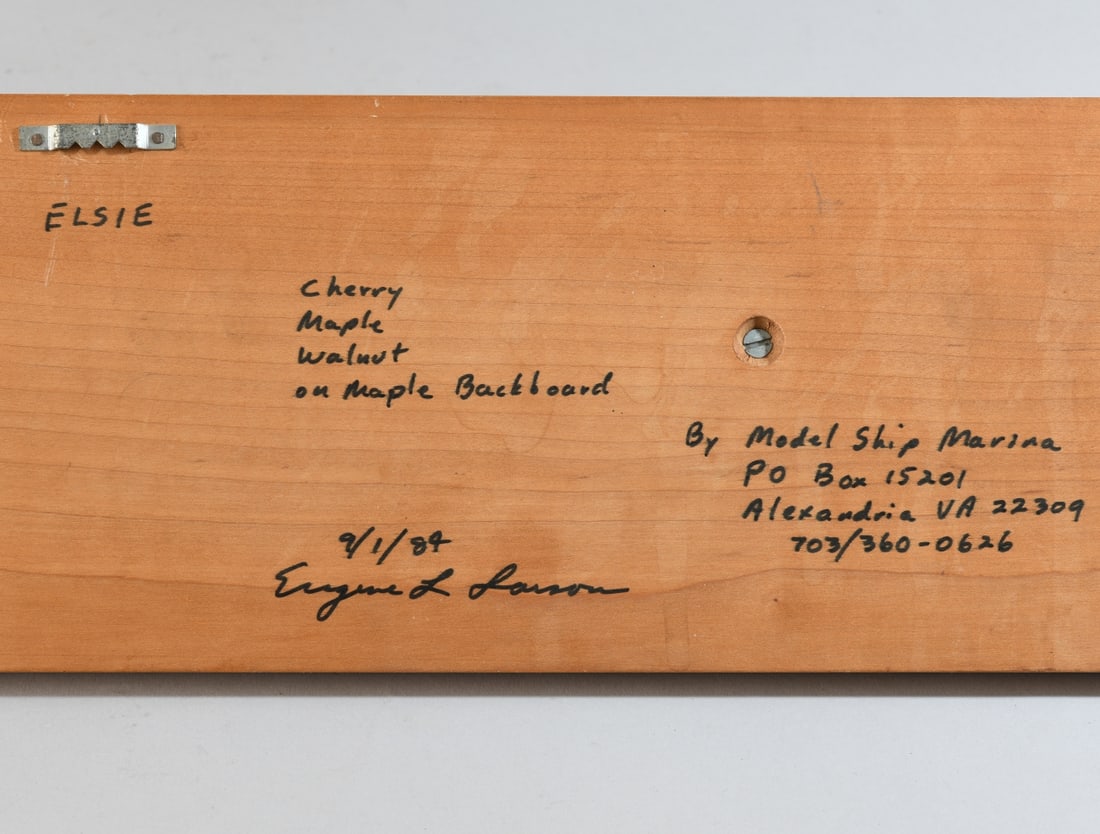 ELSIE
Cherry
Maple
Walnut
on Maple Backboard
By Model Ship Marina
PO Box 15201
Alexandria VA 22309
703/360-0626
9/1/84
Eugene L Larson